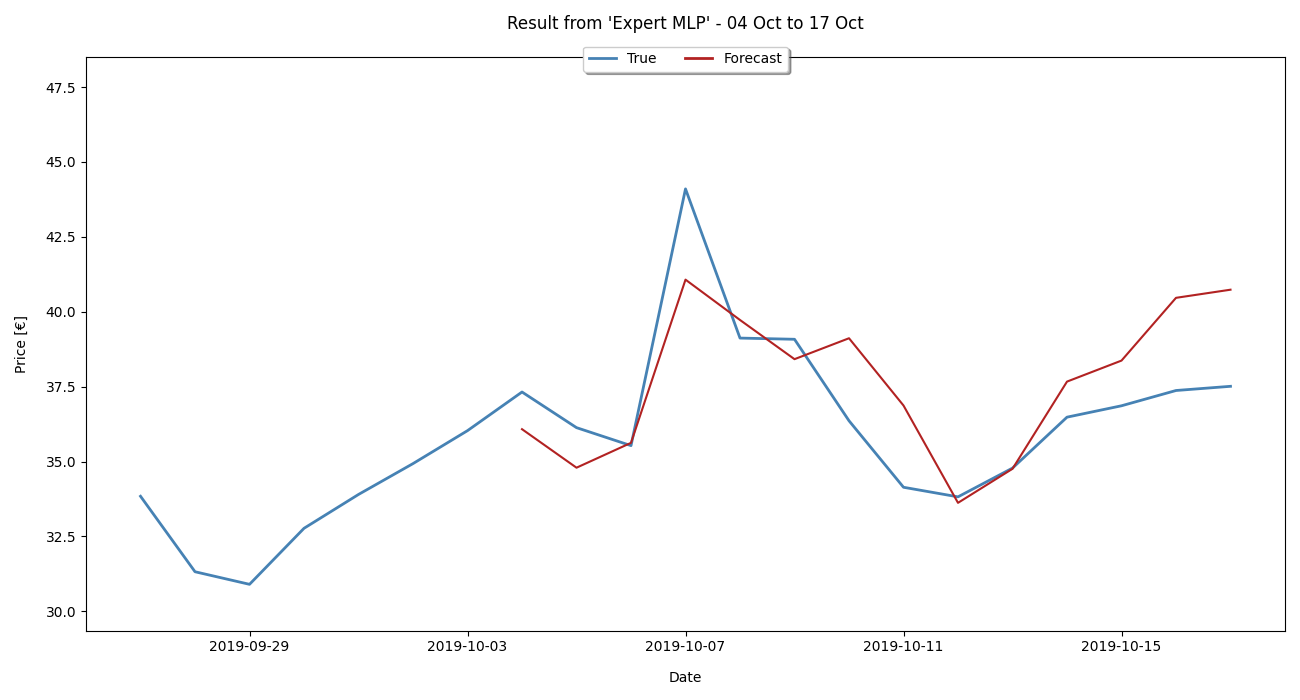 Result from 'Expert MLP' - 04 Oct to 17 Oct
True Forecast
47.5
45.0
42.5
40.0
37.5
35.0
32.5
30.0
Price [€]
2019-09-29 2019-10-03 2019-10-07 2019-10-11 2019-10-15
Date